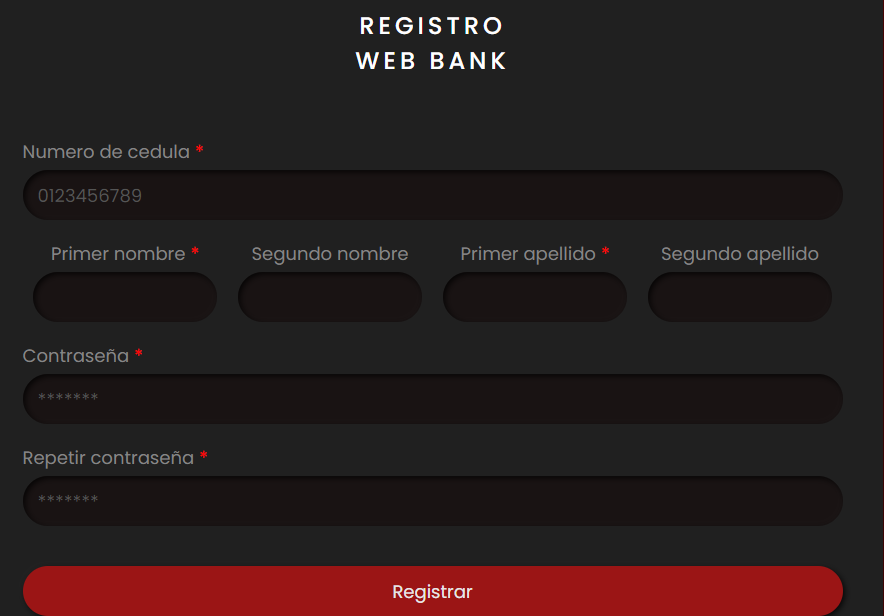 REGISTRO
WEB BANK
Numero de cedula *
0123456789
Primer nombre * Segundo nombre Primer apellido * Segundo apellido
Contraseña *
*******
Repetir contraseña *
*******
Registrar